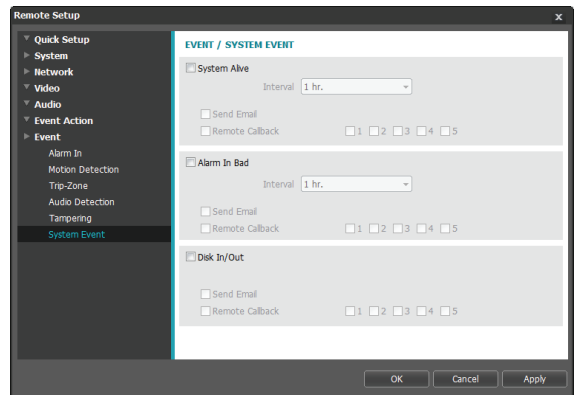 Remote Setup
x
Quick Setup
System
Network
Video
Audio
Event Action
Event
Alarm In
Motion Detection
Trip-Zone
Audio Detection
Tampering
System Event
EVENT / SYSTEM EVENT
System Alive
Interval 1 hr.
Send Email
Remote Callback 1 2 3 4 5
Alarm In Bad
Interval 1 hr.
Send Email
Remote Callback 1 2 3 4 5
Disk In/Out
Send Email
Remote Callback 1 2 3 4 5
OK Cancel Apply